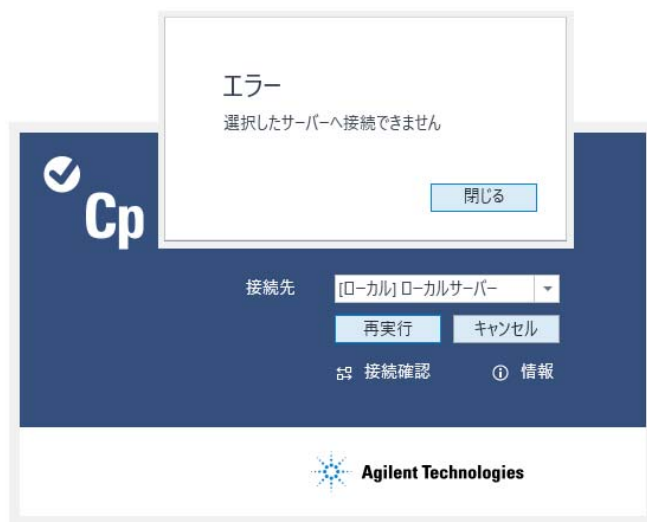 エラー
選択したサーバーへ接続できません
閉じる
Cp
接続先 [ローカル] ローカルサーバー
再実行 キャンセル
接続確認 情報
Agilent Technologies